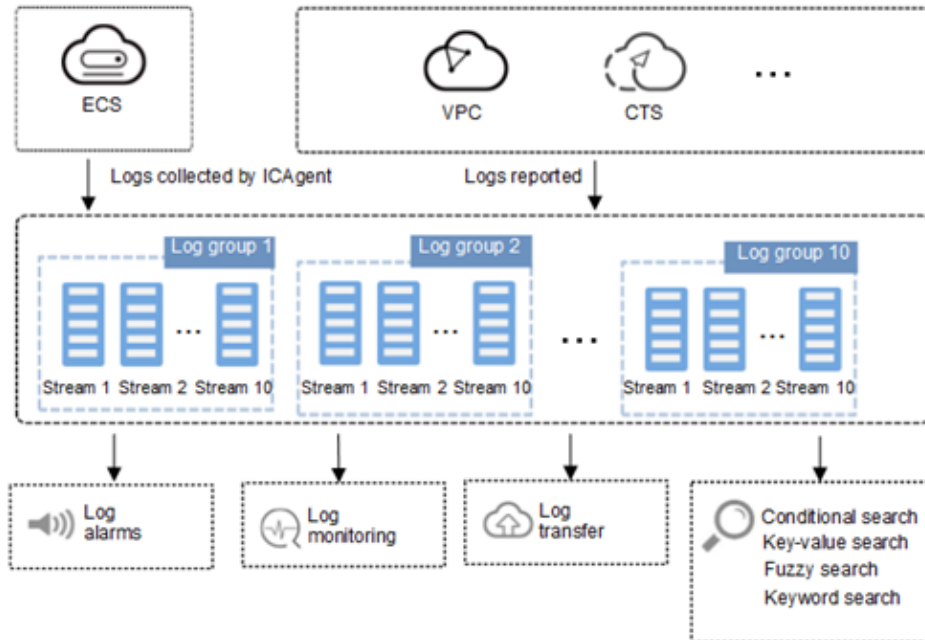 ECS
VPC
CTS
...
Logs collected by ICAgent
Logs reported
Log group 1
Log group 2
Log group 10
...
...
...
...
Stream 1 Stream 2 Stream 10
Stream 1 Stream 2 Stream 10
Stream 1 Stream 2 Stream 10
Log
alarms
Log
monitoring
Log
transfer
Conditional search
Key-value search
Fuzzy search
Keyword search